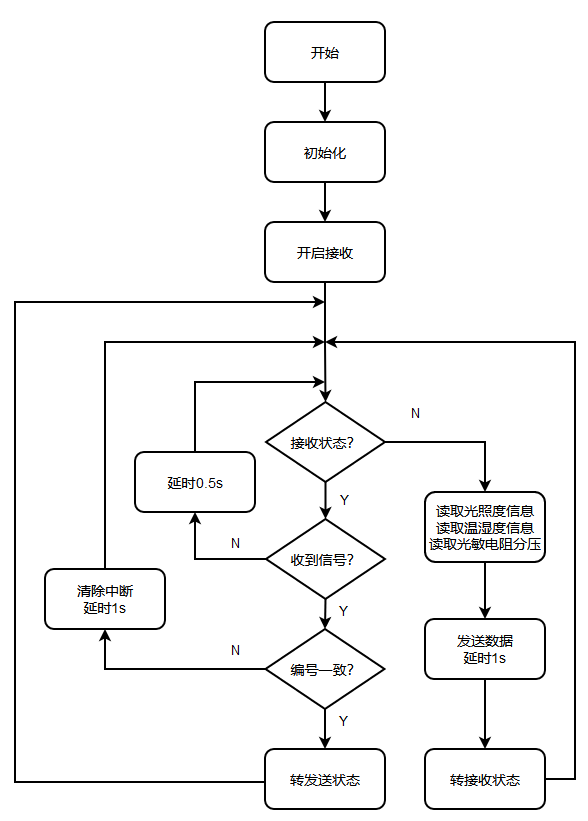 开始
初始化
开启接收
接收状态?
N
延时0.5s
Y
读取光照度信息
读取温湿度信息
读取光敏电阻分压
收到信号?
N
清除中断
延时1s
Y
发送数据
延时1s
编号一致?
N
Y
转发送状态
转接收状态